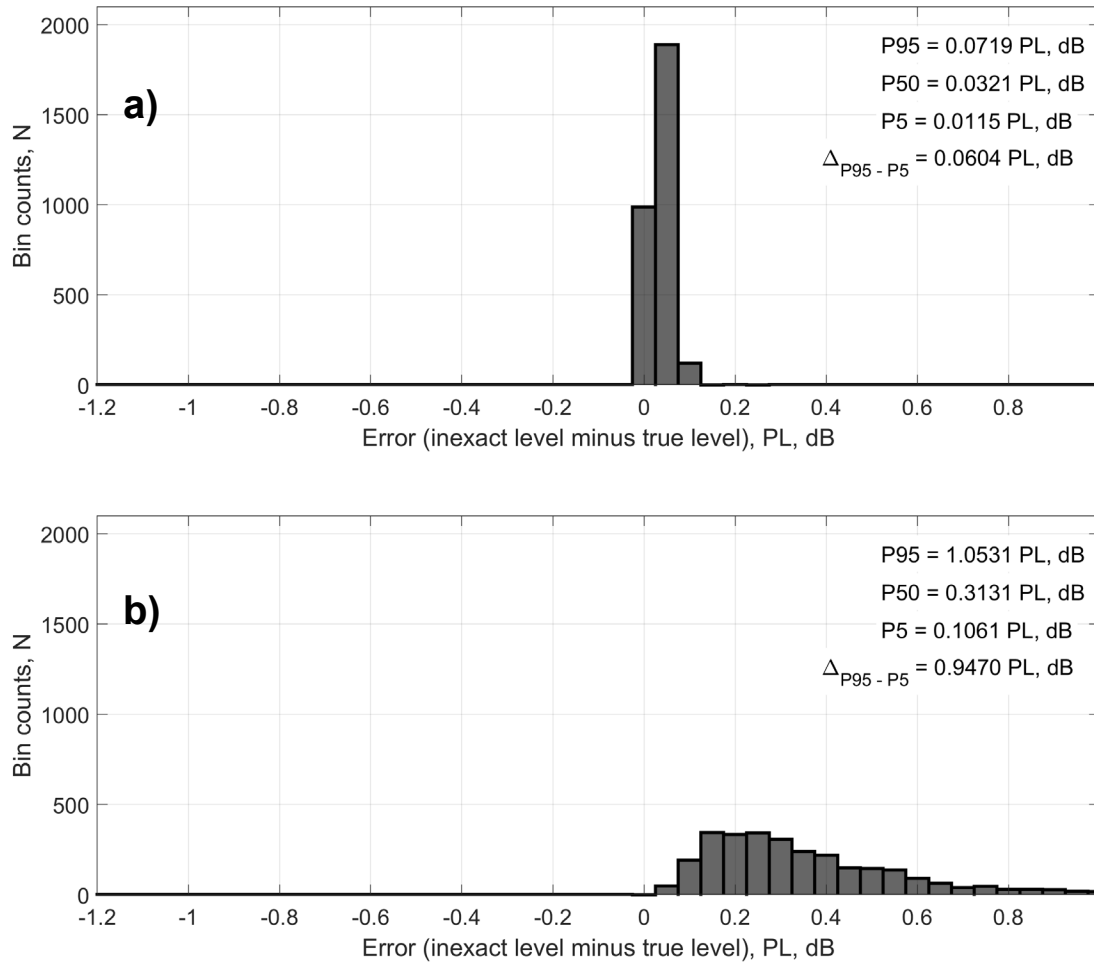 2000
1500
1000
500
0
Bin counts, N
a)
P95 = 0.0719 PL, dB
P50 = 0.0321 PL, dB
P5 = 0.0115 PL, dB
Δ P95 - P5 = 0.0604 PL, dB
-1.2 -1 -0.8 -0.6 -0.4 -0.2 0 0.2 0.4 0.6 0.8
Error (inexact level minus true level), PL, dB
2000
1500
1000
500
0
Bin counts, N
b)
P95 = 1.0531 PL, dB
P50 = 0.3131 PL, dB
P5 = 0.1061 PL, dB
Δ P95 - P5 = 0.9470 PL, dB
-1.2 -1 -0.8 -0.6 -0.4 -0.2 0 0.2 0.4 0.6 0.8
Error (inexact level minus true level), PL, dB